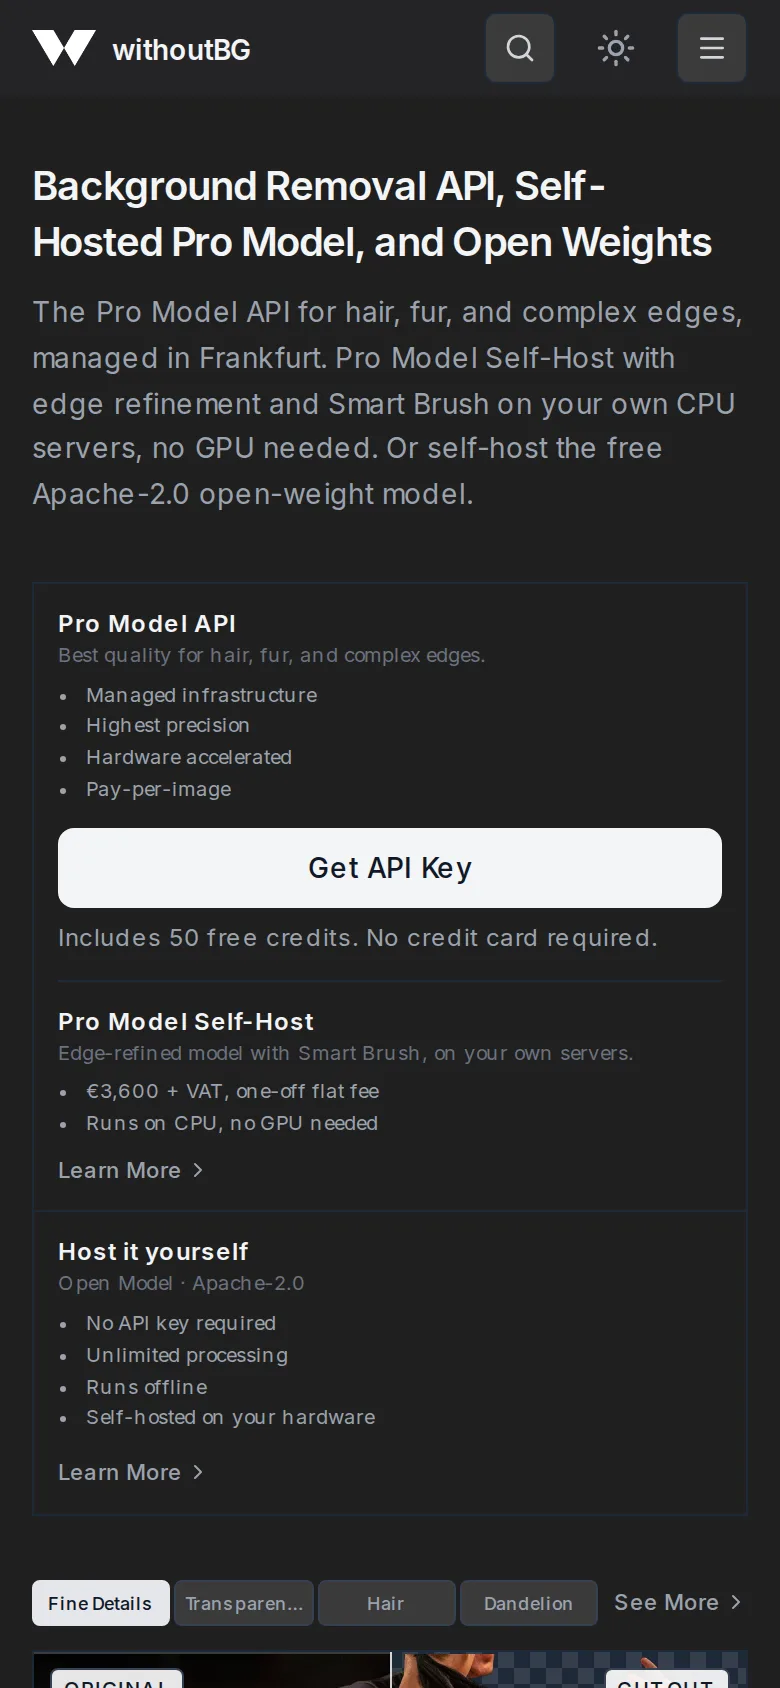 withoutBG
Background Removal API, Self-
Hosted Pro Model, and Open Weights
The Pro Model API for hair, fur, and complex edges,
managed in Frankfurt. Pro Model Self-Host with
edge refinement and Smart Brush on your own CPU
servers, no GPU needed. Or self-host the free
Apache-2.0 open-weight model.
Pro Model API
Best quality for hair, fur, and complex edges.
• Managed infrastructure
• Highest precision
• Hardware accelerated
• Pay-per-image
Get API Key
Includes 50 free credits. No credit card required.
Pro Model Self-Host
Edge-refined model with Smart Brush, on your own servers.
• €3,600 + VAT, one-off flat fee
• Runs on CPU, no GPU needed
Learn More
Host it yourself
Open Model · Apache-2.0
• No API key required
• Unlimited processing
• Runs offline
• Self-hosted on your hardware
Learn More
Fine Details Transparen... Hair Dandelion See More
ORIGINAL CUTOUT